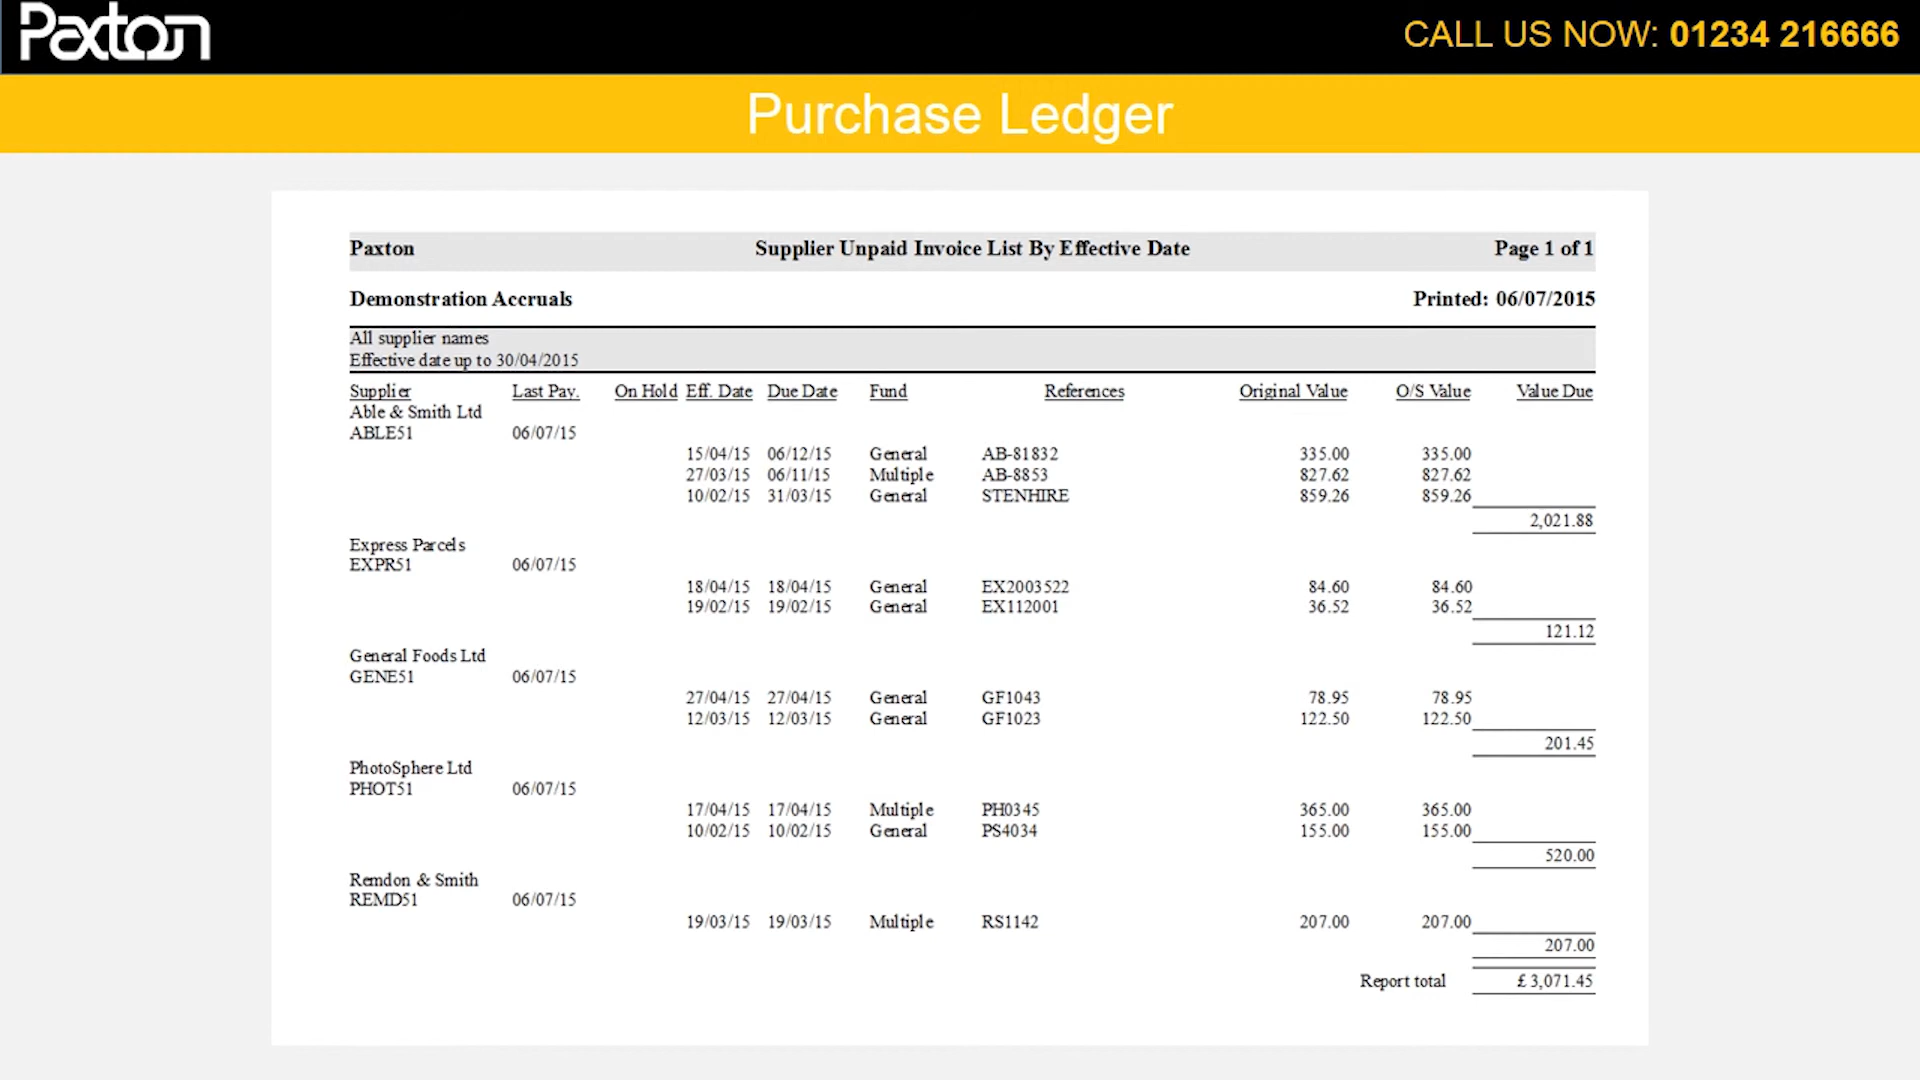 Paxton CALL US NOW: 01234 216666
Purchase Ledger
Paxton Supplier Unpaid Invoice List By Effective Date Page 1 of 1
Demonstration Accruals Printed: 06/07/2015
All supplier names
Effective date up to 30/04/2015
Supplier Last Pay. On Hold Eff. Date Due Date Fund References Original Value O/S Value Value Due
Able & Smith Ltd
ABLE51 06/07/15
15/04/15 06/12/15 General AB-81832 335.00 335.00
27/03/15 06/11/15 Multiple AB-8853 827.62 827.62
10/02/15 31/03/15 General STENHIRE 859.26 859.26
2,021.88
Express Parcels
EXPR51 06/07/15
18/04/15 18/04/15 General EX2003522 84.60 84.60
19/02/15 19/02/15 General EX112001 36.52 36.52
121.12
General Foods Ltd
GENE51 06/07/15
27/04/15 27/04/15 General GF1043 78.95 78.95
12/03/15 12/03/15 General GF1023 122.50 122.50
201.45
PhotoSphere Ltd
PHOT51 06/07/15
17/04/15 17/04/15 Multiple PH0345 365.00 365.00
10/02/15 10/02/15 General PS4034 155.00 155.00
520.00
Remdon & Smith
REMD51 06/07/15
19/03/15 19/03/15 Multiple RS1142 207.00 207.00
207.00
Report total £ 3,071.45